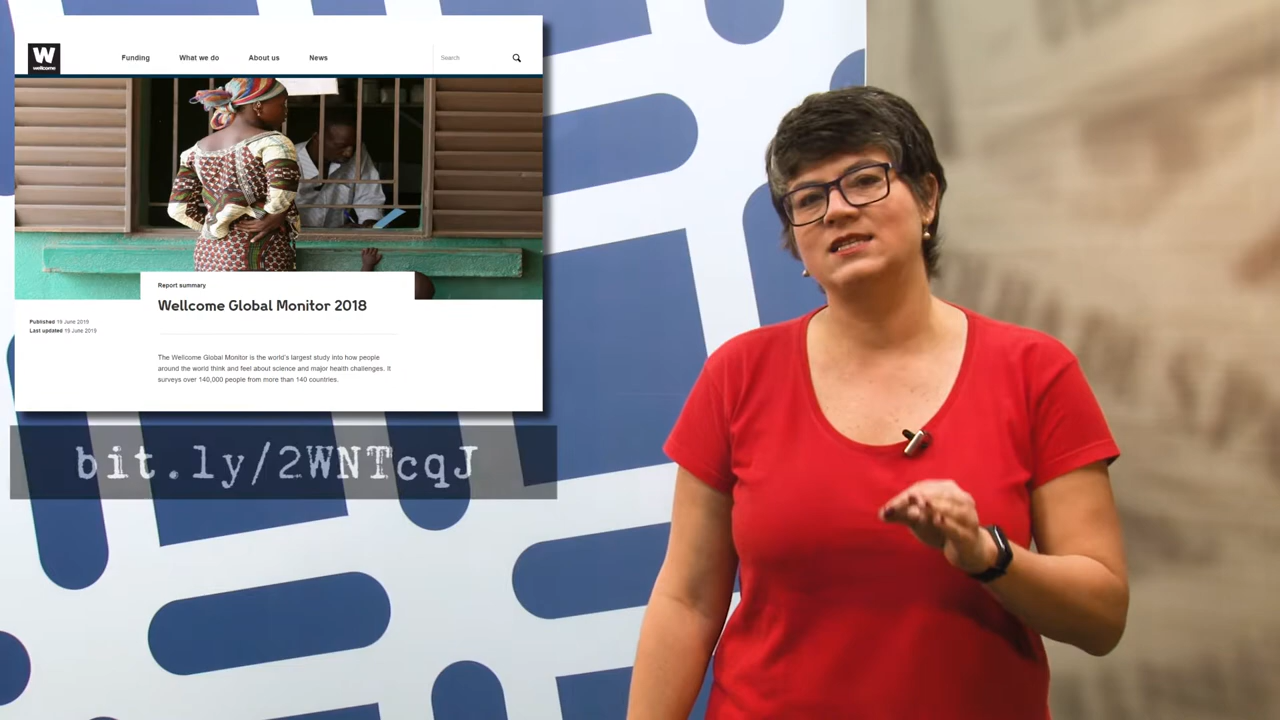 W
wellcome
Funding What we do About us News Search
Report summary
Wellcome Global Monitor 2018
Published 19 June 2019
Last updated 19 June 2019
The Wellcome Global Monitor is the world's largest study into how people
around the world think and feel about science and major health challenges. It
surveys over 140,000 people from more than 140 countries.
bit.ly/2WNTcqJ